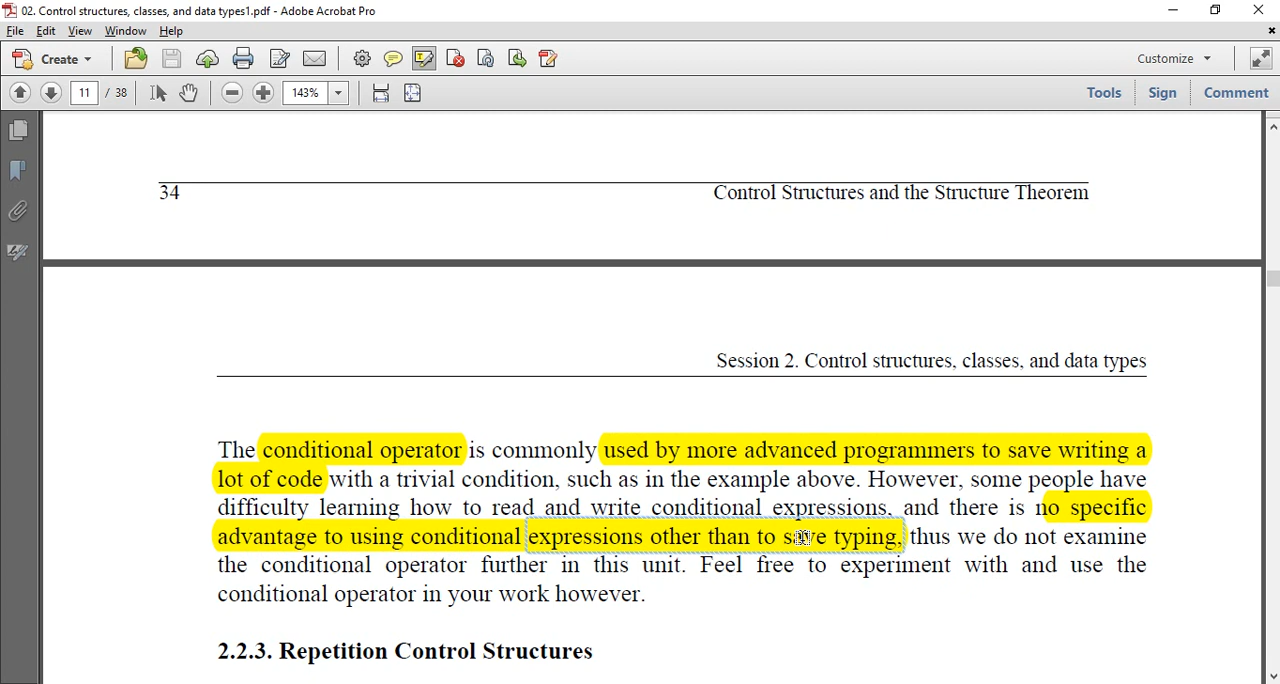 02. Control structures, classes, and data types1.pdf - Adobe Acrobat Pro
File Edit View Window Help
Create Customize
11 / 38 143% Tools Sign Comment
34 Control Structures and the Structure Theorem
Session 2. Control structures, classes, and data types
The conditional operator is commonly used by more advanced programmers to save writing a
lot of code with a trivial condition, such as in the example above. However, some people have
difficulty learning how to read and write conditional expressions, and there is no specific
advantage to using conditional expressions other than to save typing, thus we do not examine
the conditional operator further in this unit. Feel free to experiment with and use the
conditional operator in your work however.
2.2.3. Repetition Control Structures